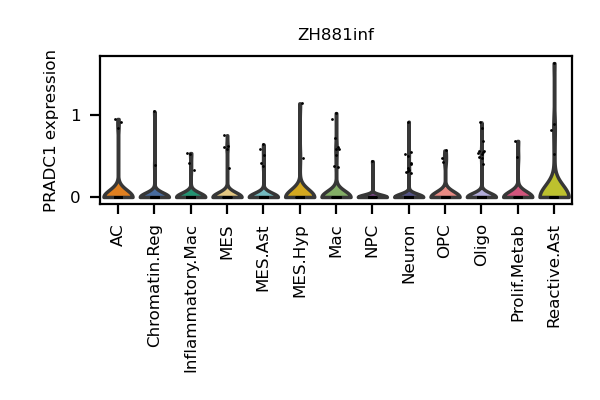 ZH881inf
PRADC1 expression
1
0
AC
Chromatin.Reg
Inflammatory.Mac
MES
MES.Ast
MES.Hyp
Mac
NPC
Neuron
OPC
Oligo
Prolif.Metab
Reactive.Ast